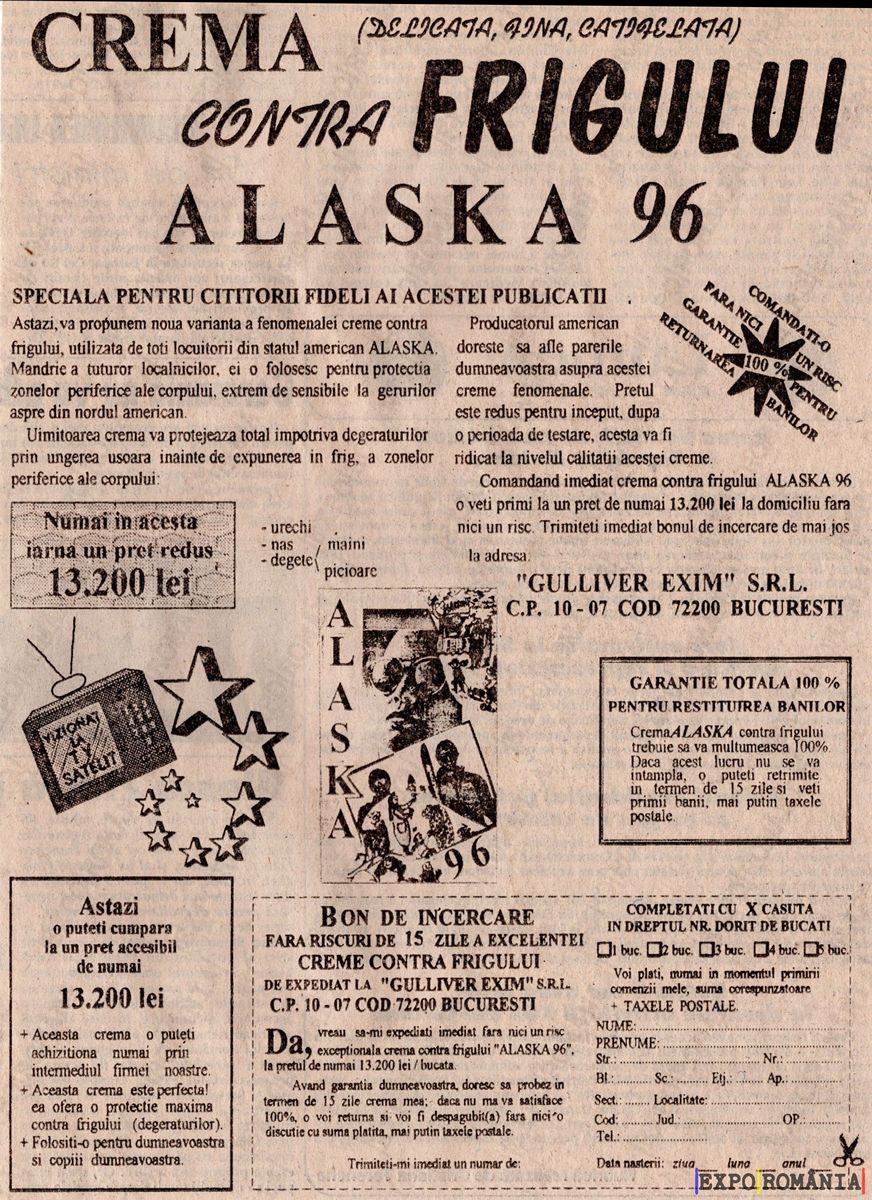 CREMA (DELICATA, FINA, CATIFELATA)
CONTRA FRIGULUI
ALASKA 96
SPECIALA PENTRU CITITORII FIDELI AI ACESTEI PUBLICATII .
Astazi, va propunem noua varianta a fenomenalei creme contra
frigului, utilizata de toti locuitorii din statul american ALASKA.
Mandrie a tuturor localnicilor, ei o folosesc pentru protectia
zonelor periferice ale corpului, extrem de sensibile la gerurilor
aspre din nordul american.
Uimitoarea crema va protejeaza total impotriva degeraturilor
prin ungerea usoara inainte de expunerea in frig, a zonelor
periferice ale corpului:
- urechi
- nas
- degete
maini
picioare
Numai in acesta
iarna un pret redus
13.200 lei
Producatorul american
doreste sa afle parerile
dumneavoastra asupra acestei
creme fenomenale. Pretul
este redus pentru inceput, dupa
o perioada de testare, acesta va fi
ridicat la nivelul calitatii acestei creme.
Comandand imediat crema contra frigului ALASKA 96
o veti primi la un pret de numai 13.200 lei la domiciliu fara
nici un risc. Trimiteti imediat bonul de incercare de mai jos
la adresa:
"GULLIVER EXIM" S.R.L.
C.P. 10 - 07 COD 72200 BUCURESTI
COMANDATI-O
FARA NICI UN RISC
GARANTIE 100 % PENTRU
RETURNAREA BANILOR
VIZIONAT
LA
TV
SATELIT
ALASKA
96
GARANTIE TOTALA 100 %
PENTRU RESTITUIREA BANILOR
Crema ALASKA contra frigului
trebuie sa va multumeasca 100%.
Daca acest lucru nu se va
intampla, o puteti retrimite
in termen de 15 zile si veti
primii banii, mai putin taxele
postale.
Astazi
o puteti cumpara
la un pret accesibil
de numai
13.200 lei
+ Aceasta crema o puteti
achizitiona numai prin
intermediul firmei noastre.
+ Aceasta crema este perfecta!
ea ofera o protectie maxima
contra frigului (degeraturilor).
+ Folositi-o pentru dumneavoastra
si copiii dumneavoastra.
BON DE INCERCARE
FARA RISCURI DE 15 ZILE A EXCELENTEI
CREME CONTRA FRIGULUI
DE EXPEDIAT LA "GULLIVER EXIM" S.R.L.
C.P. 10 - 07 COD 72200 BUCURESTI
Da, vreau sa-mi expediati imediat fara nici un risc
exceptionala crema contra frigului "ALASKA 96",
la pretul de numai 13.200 lei / bucata.
Avand garantia dumneavoastra, doresc sa probez in
termen de 15 zile crema mea; daca nu ma va satisface
100%, o voi returna si voi fi despagubit(a) fara nici o
discutie cu suma platita, mai putin taxele postale.
Trimiteti-mi imediat un numar de:
COMPLETATI CU X CASUTA
IN DREPTUL NR. DORIT DE BUCATI
1 buc. 2 buc. 3 buc. 4 buc. 5 buc.
Voi plati, numai in momentul primirii
comenzii mele, suma corespunzatoare
+ TAXELE POSTALE.
NUME:
PRENUME:
Str.: Nr.:
Bl.: Sc.: Etj.: Ap.:
Sect.: Localitate:
Cod: Jud.: OP.:
Tel.:
Data nasterii: ziua __ luna __ anul __
EXPO ROMÂNIA